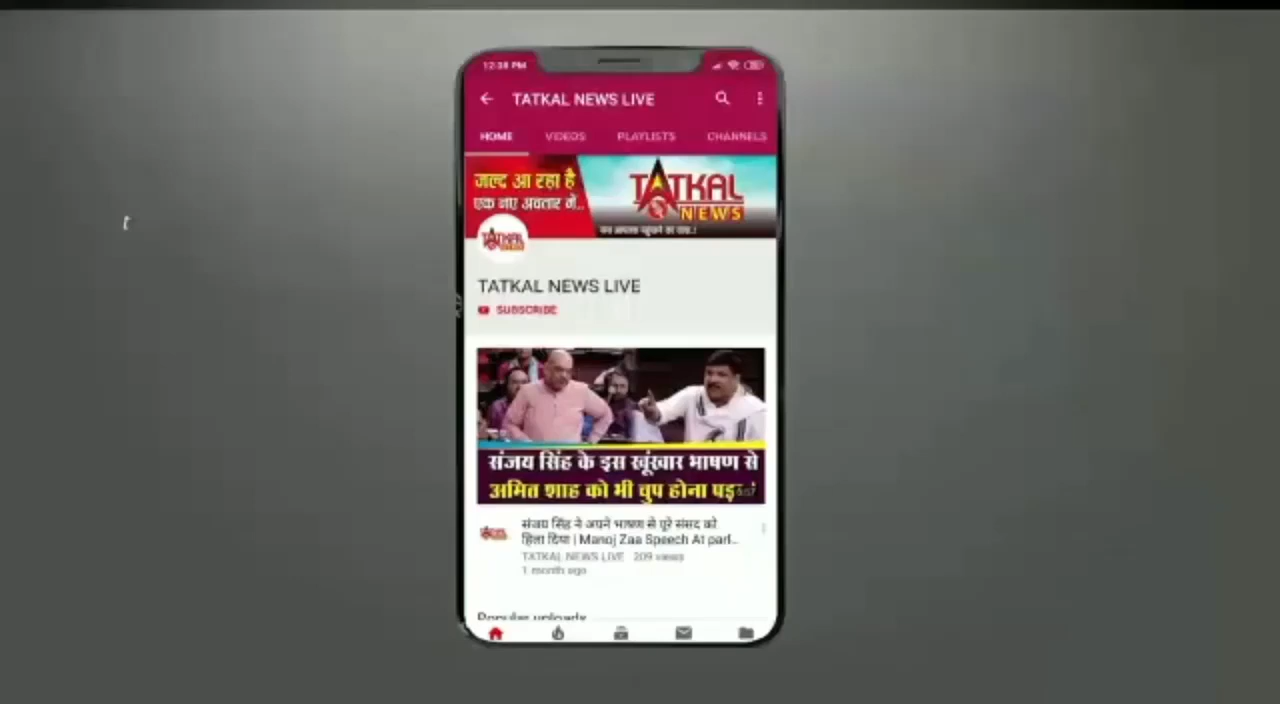 12:38 PM
TATKAL NEWS LIVE
HOME VIDEOS PLAYLISTS CHANNELS
जल्द आ रहा है
एक नए अवतार में..
TATKAL
NEWS
TATKAL
t
TATKAL NEWS LIVE
SUBSCRIBE
संजय सिंह के इस खूंखार भाषण से
अमित शाह को भी चुप होना पड़
संजय सिंह ने अपने भाषण से पूरे संसद को
हिला दिया | Manoj Zaa Speech At parl..
TATKAL NEWS LIVE 209 views
1 month ago
Popular uploads